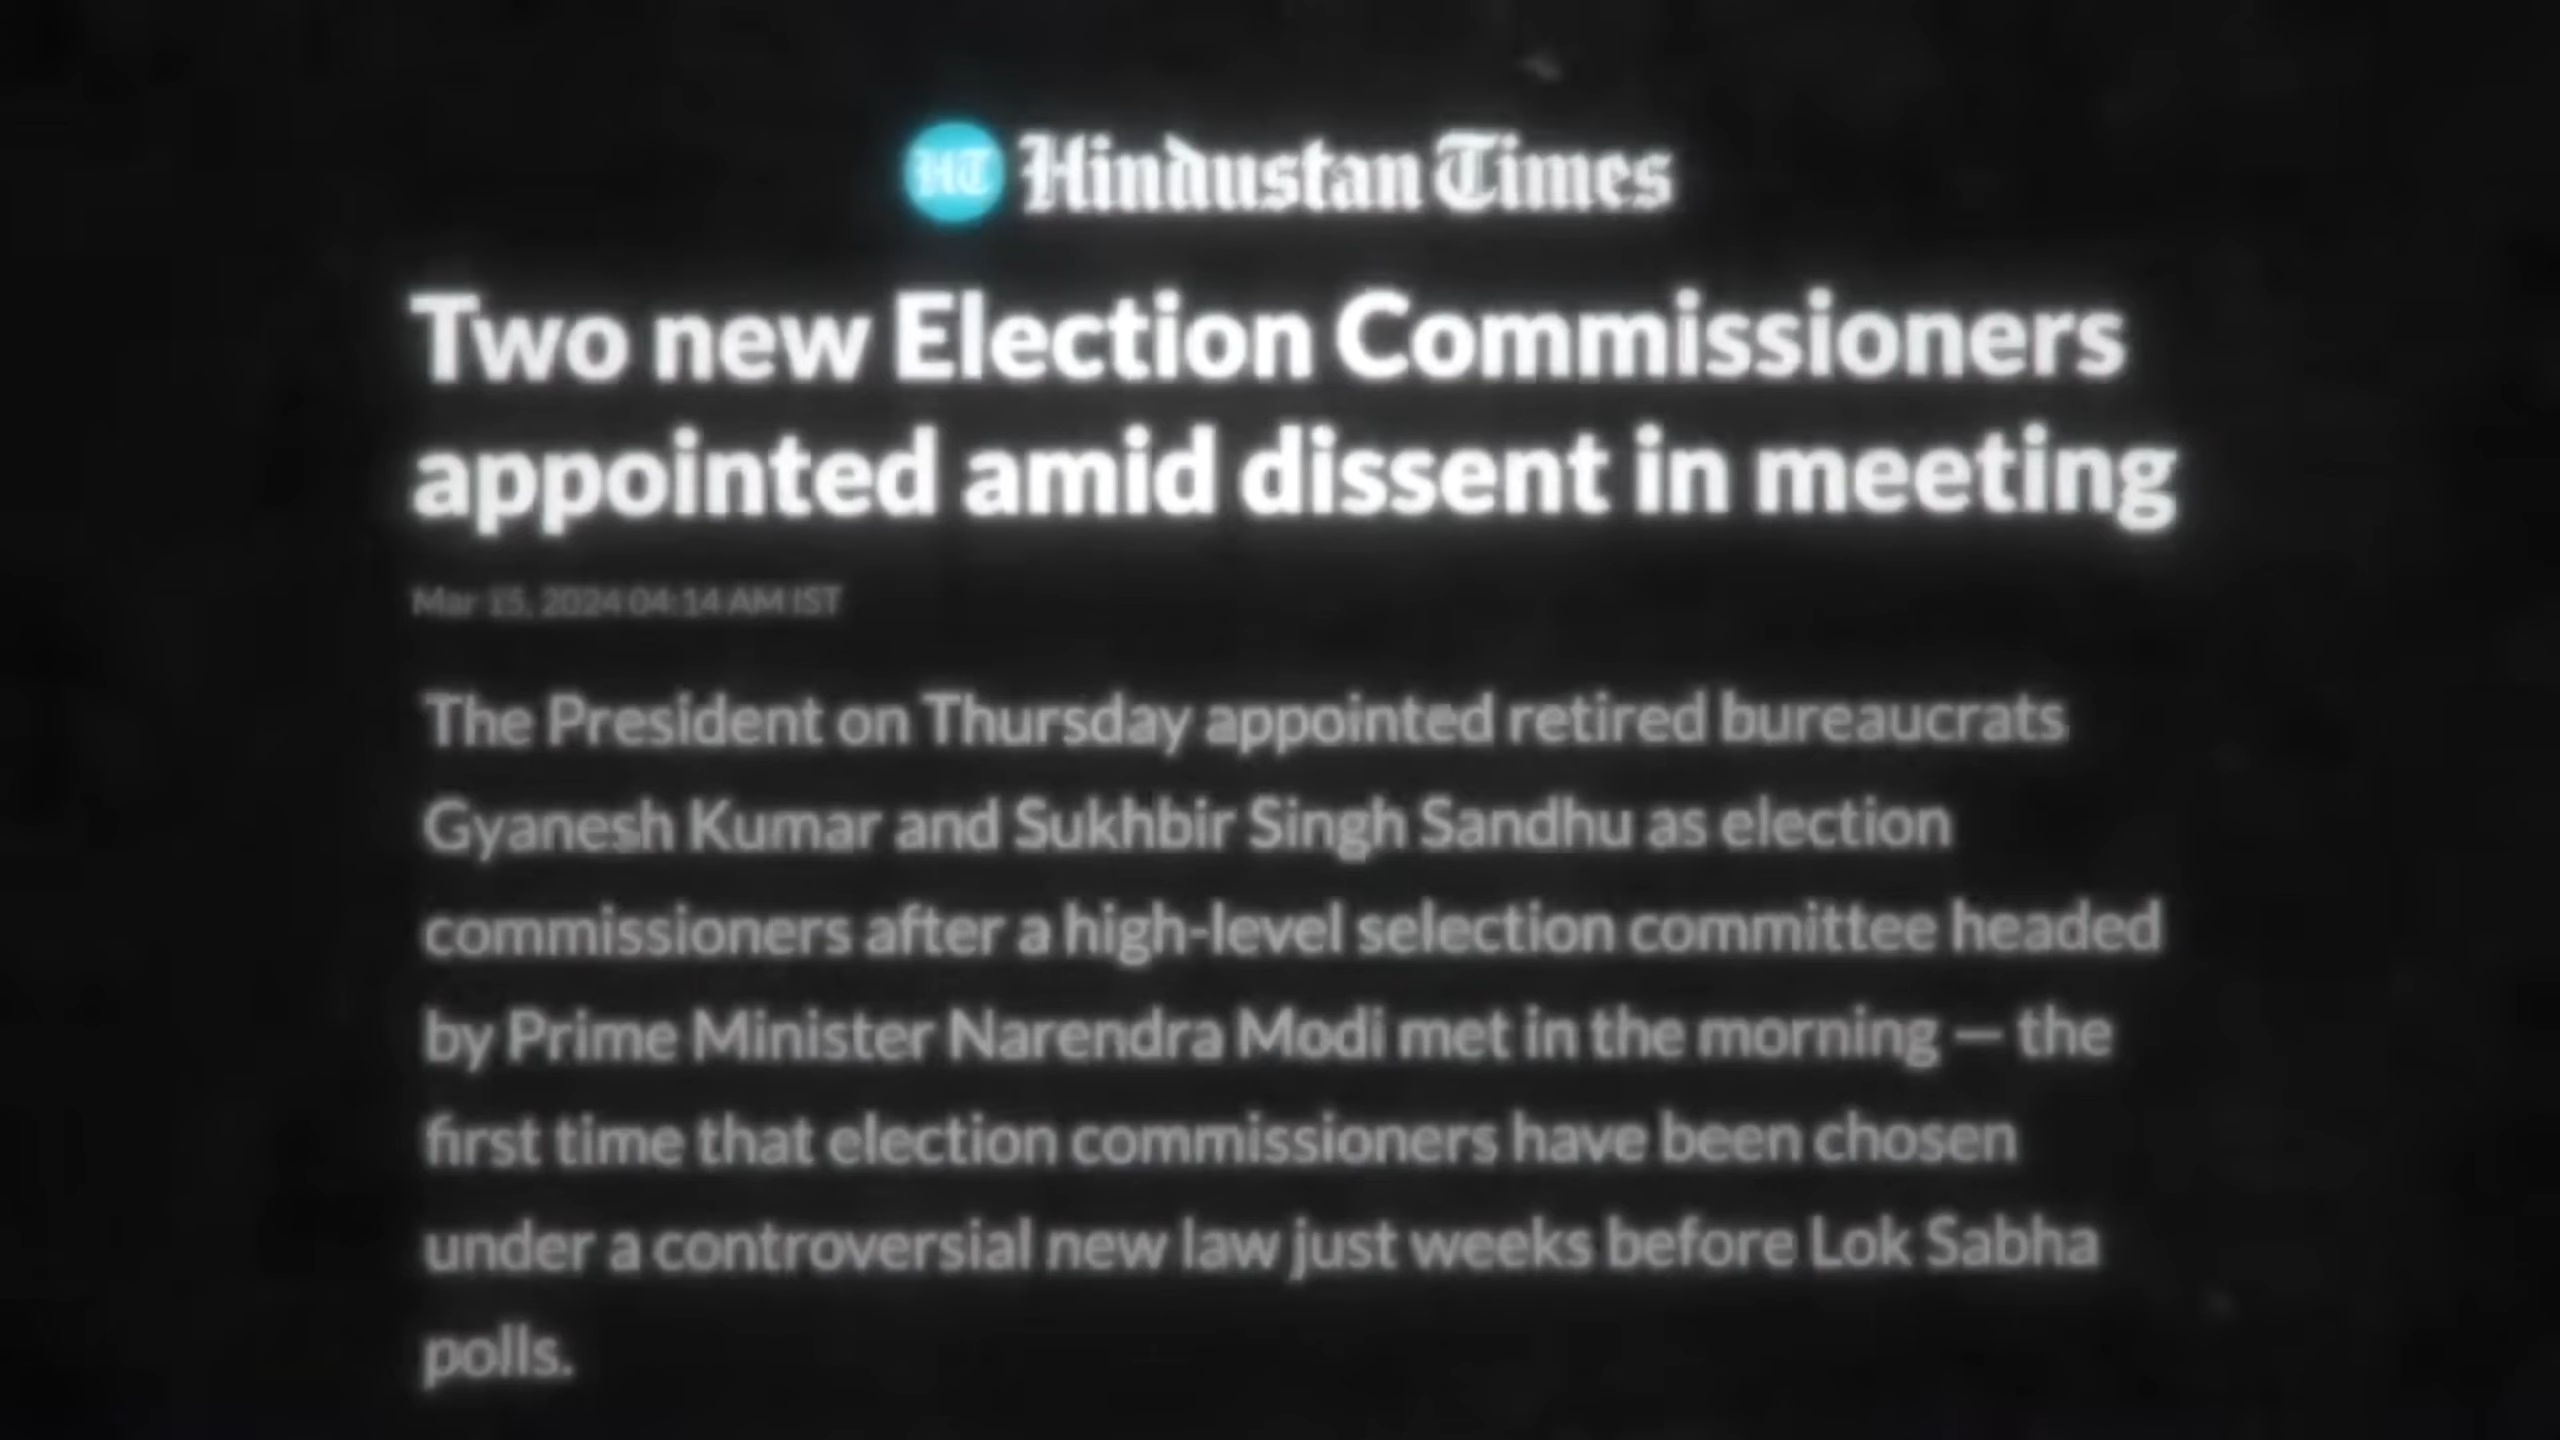 HT Hindustan Times
Two new Election Commissioners
appointed amid dissent in meeting
Mar 15, 2024 04:14 AM IST
The President on Thursday appointed retired bureaucrats
Gyanesh Kumar and Sukhbir Singh Sandhu as election
commissioners after a high-level selection committee headed
by Prime Minister Narendra Modi met in the morning — the
first time that election commissioners have been chosen
under a controversial new law just weeks before Lok Sabha
polls.